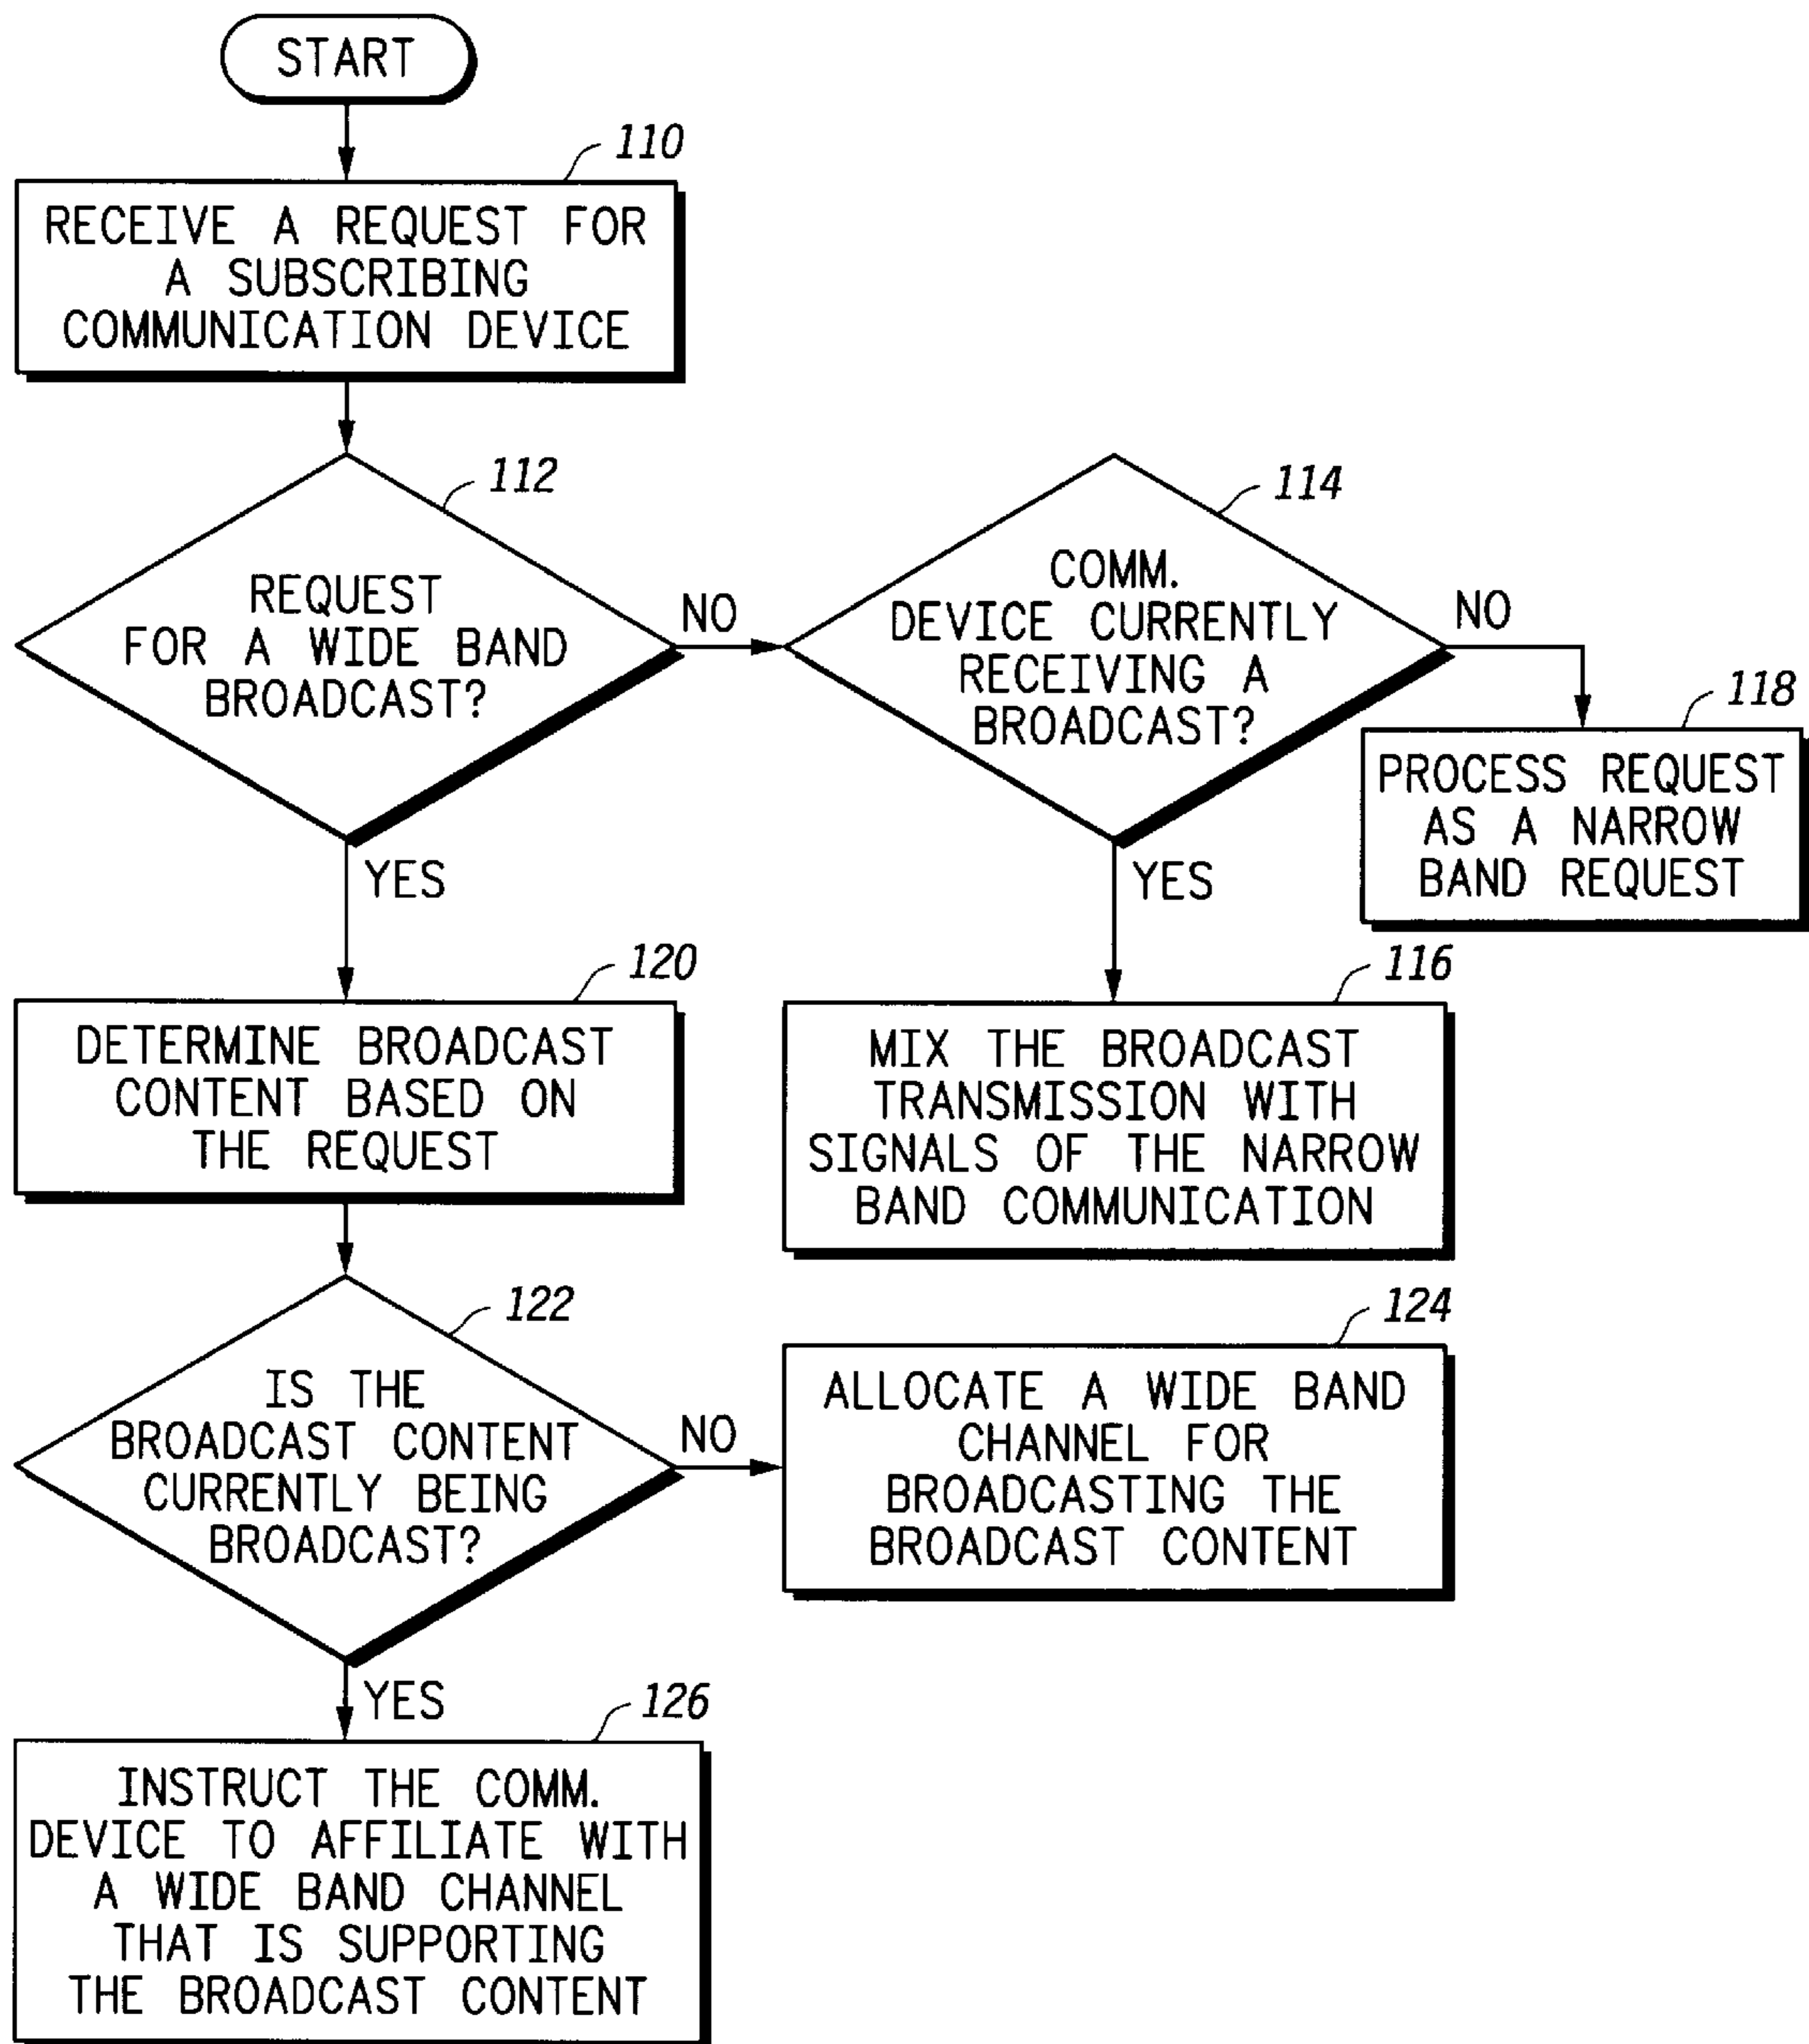 START
110
RECEIVE A REQUEST FOR
A SUBSCRIBING
COMMUNICATION DEVICE
112
REQUEST
FOR A WIDE BAND
BROADCAST?
NO
YES
114
COMM.
DEVICE CURRENTLY
RECEIVING A
BROADCAST?
NO
YES
118
PROCESS REQUEST
AS A NARROW
BAND REQUEST
120
DETERMINE BROADCAST
CONTENT BASED ON
THE REQUEST
116
MIX THE BROADCAST
TRANSMISSION WITH
SIGNALS OF THE NARROW
BAND COMMUNICATION
122
IS THE
BROADCAST CONTENT
CURRENTLY BEING
BROADCAST?
NO
YES
124
ALLOCATE A WIDE BAND
CHANNEL FOR
BROADCASTING THE
BROADCAST CONTENT
126
INSTRUCT THE COMM.
DEVICE TO AFFILIATE WITH
A WIDE BAND CHANNEL
THAT IS SUPPORTING
THE BROADCAST CONTENT